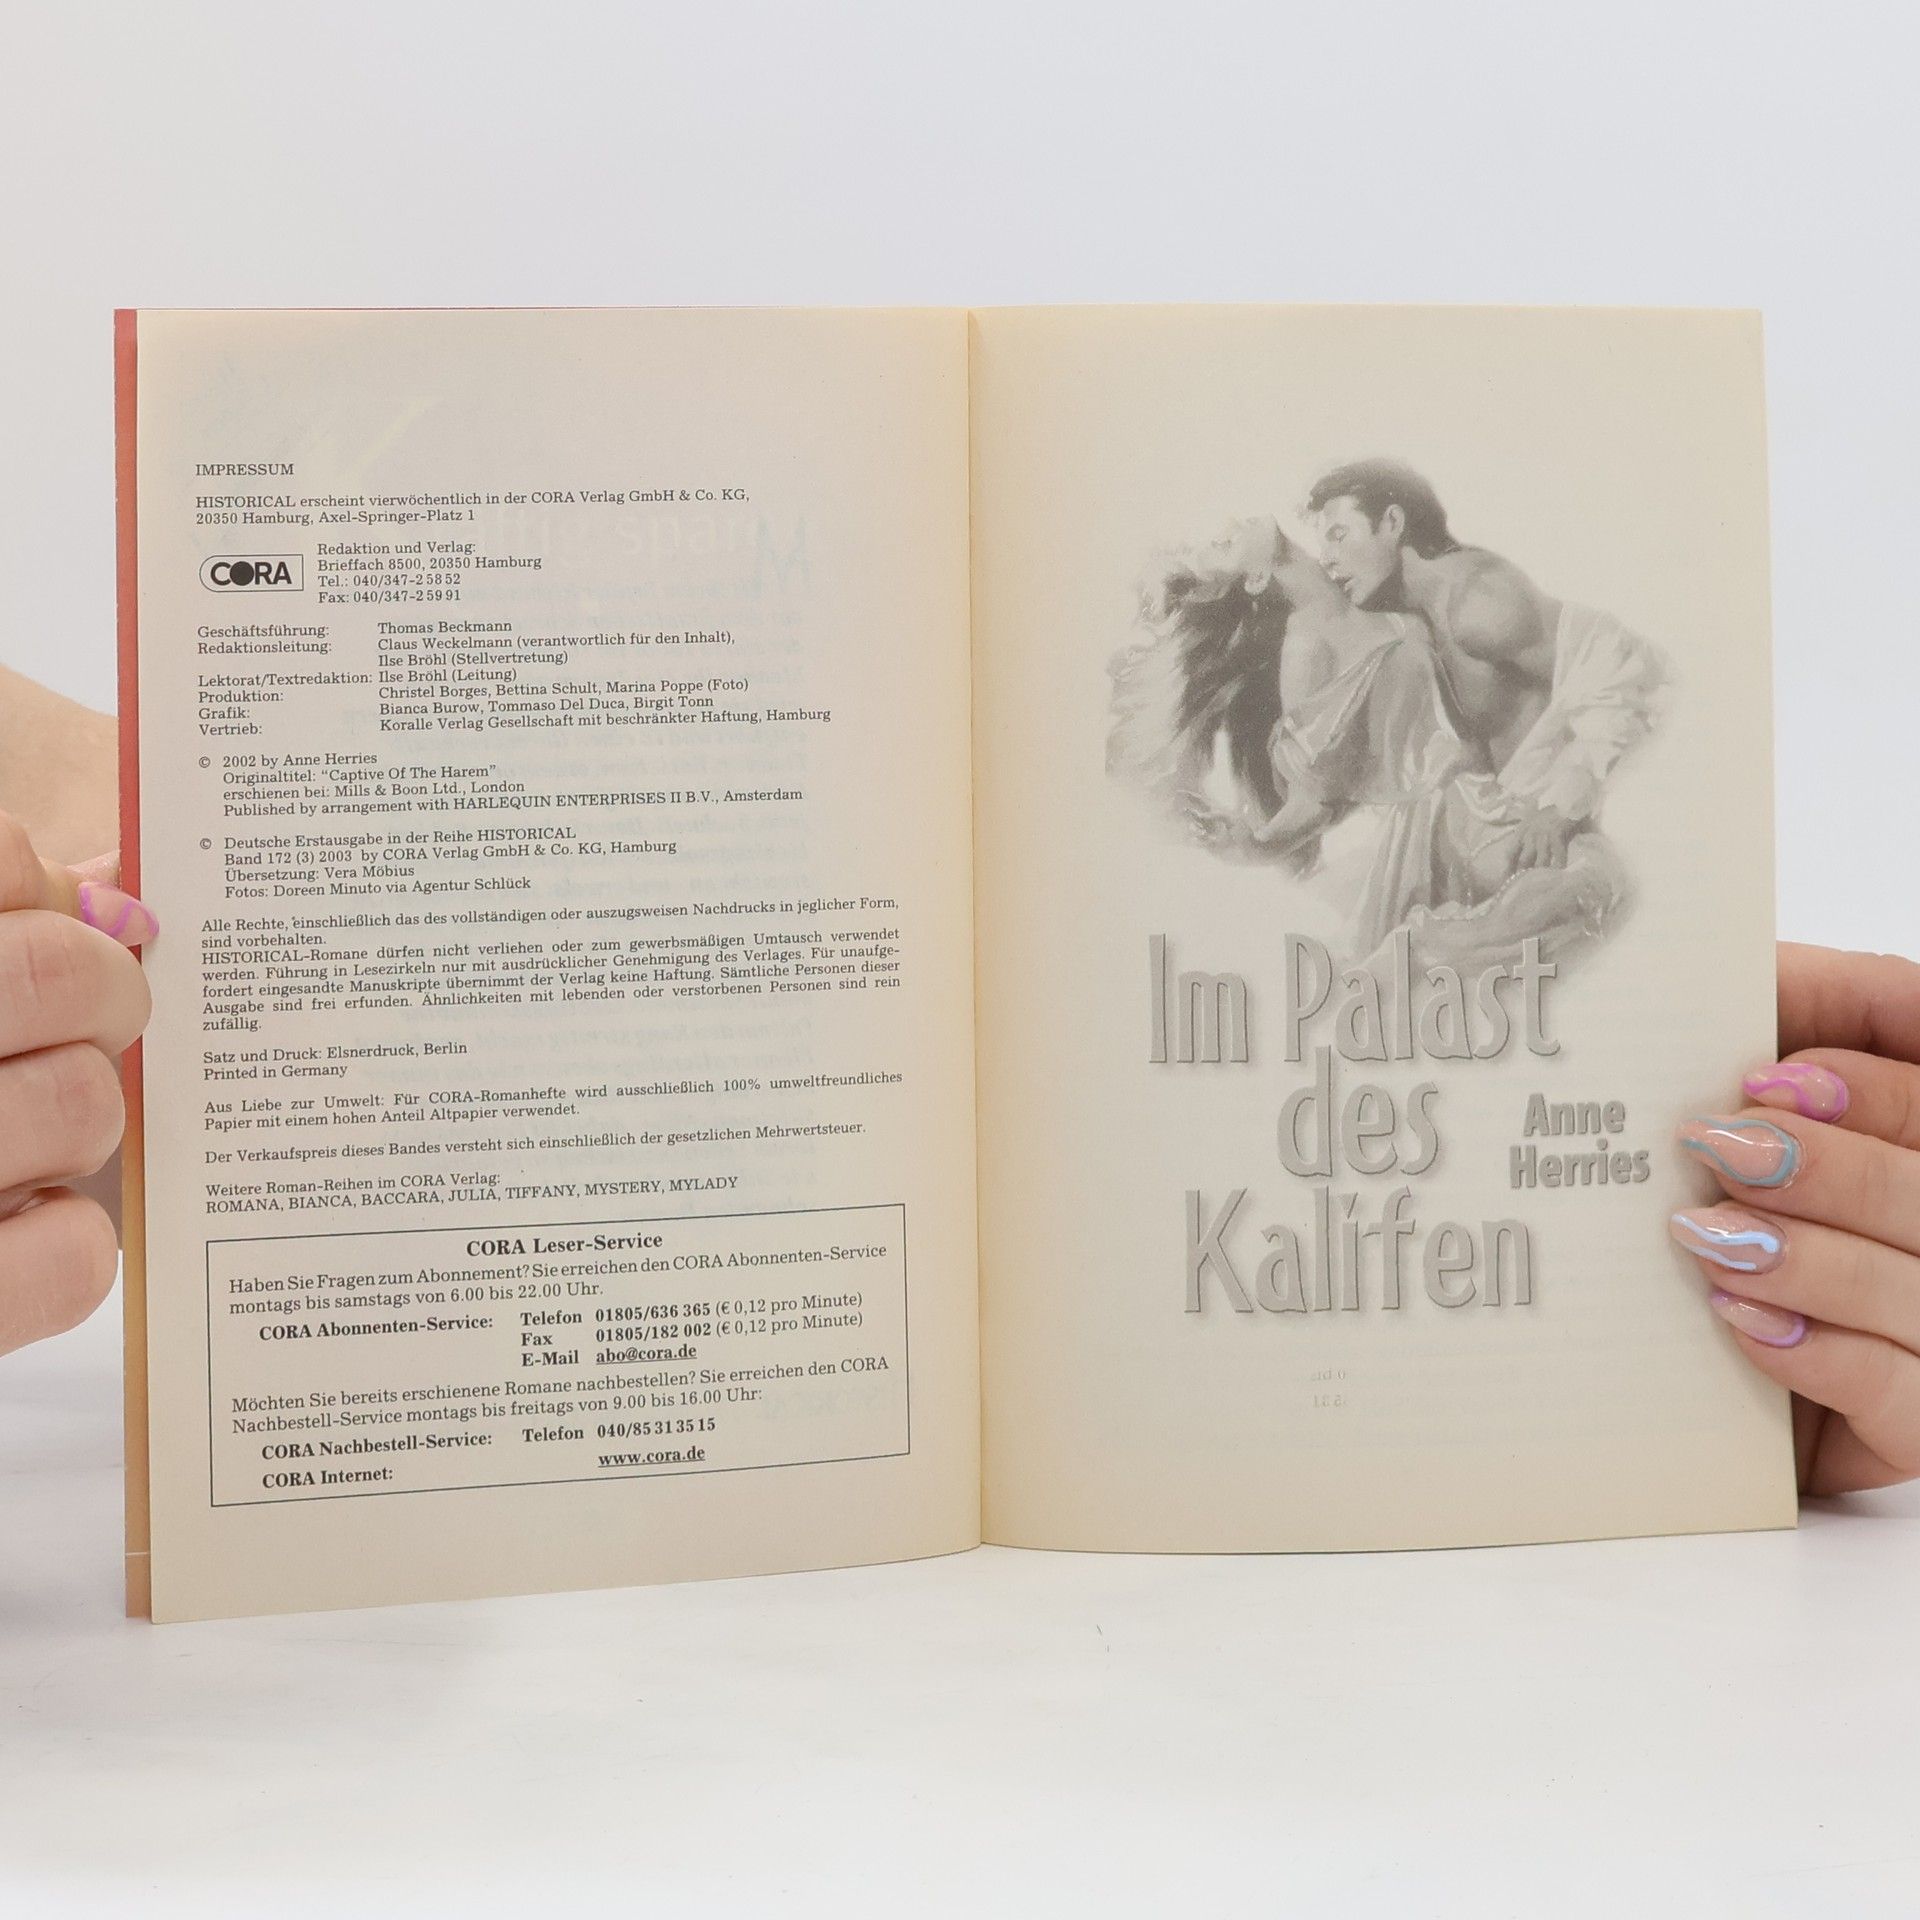 IMPRESSUM
HISTORICAL erscheint vierwöchentlich in der CORA Verlag GmbH & Co. KG,
20350 Hamburg, Axel-Springer-Platz 1
CORA
Redaktion und Verlag:
Brieffach 8500, 20350 Hamburg
Tel.: 040/347-2 58 52
Fax: 040/347-2 59 91
Geschäftsführung: Thomas Beckmann
Redaktionsleitung: Claus Weckelmann (verantwortlich für den Inhalt),
Ilse Bröhl (Stellvertretung)
Lektorat/Textredaktion: Ilse Bröhl (Leitung)
Produktion: Christel Borges, Bettina Schult, Marina Poppe (Foto)
Grafik: Bianca Burow, Tommaso Del Duca, Birgit Tonn
Vertrieb: Koralle Verlag Gesellschaft mit beschränkter Haftung, Hamburg
© 2002 by Anne Herries
Originaltitel: “Captive Of The Harem”
erschienen bei: Mills & Boon Ltd., London
Published by arrangement with HARLEQUIN ENTERPRISES II B.V., Amsterdam
© Deutsche Erstausgabe in der Reihe HISTORICAL
Band 172 (3) 2003 by CORA Verlag GmbH & Co. KG, Hamburg
Übersetzung: Vera Möbius
Fotos: Doreen Minuto via Agentur Schlück
Alle Rechte, einschließlich das des vollständigen oder auszugsweisen Nachdrucks in jeglicher Form,
sind vorbehalten.
HISTORICAL-Romane dürfen nicht verliehen oder zum gewerbsmäßigen Umtausch verwendet
werden. Führung in Lesezirkeln nur mit ausdrücklicher Genehmigung des Verlages. Für unaufge-
fordert eingesandte Manuskripte übernimmt der Verlag keine Haftung. Sämtliche Personen dieser
Ausgabe sind frei erfunden. Ähnlichkeiten mit lebenden oder verstorbenen Personen sind rein
zufällig.
Satz und Druck: Elsnerdruck, Berlin
Printed in Germany
Aus Liebe zur Umwelt: Für CORA-Romanhefte wird ausschließlich 100% umweltfreundliches
Papier mit einem hohen Anteil Altpapier verwendet.
Der Verkaufspreis dieses Bandes versteht sich einschließlich der gesetzlichen Mehrwertsteuer.
Weitere Roman-Reihen im CORA Verlag:
ROMANA, BIANCA, BACCARA, JULIA, TIFFANY, MYSTERY, MYLADY
CORA Leser-Service
Haben Sie Fragen zum Abonnement? Sie erreichen den CORA Abonnenten-Service
montags bis samstags von 6.00 bis 22.00 Uhr.
CORA Abonnenten-Service: Telefon 01805/636 365 (€ 0,12 pro Minute)
Fax 01805/182 002 (€ 0,12 pro Minute)
E-Mail abo@cora.de
Möchten Sie bereits erschienene Romane nachbestellen? Sie erreichen den CORA
Nachbestell-Service montags bis freitags von 9.00 bis 16.00 Uhr:
CORA Nachbestell-Service: Telefon 040/85 31 35 15
CORA Internet: www.cora.de
Im Palast
des
Kalifen
Anne
Herries